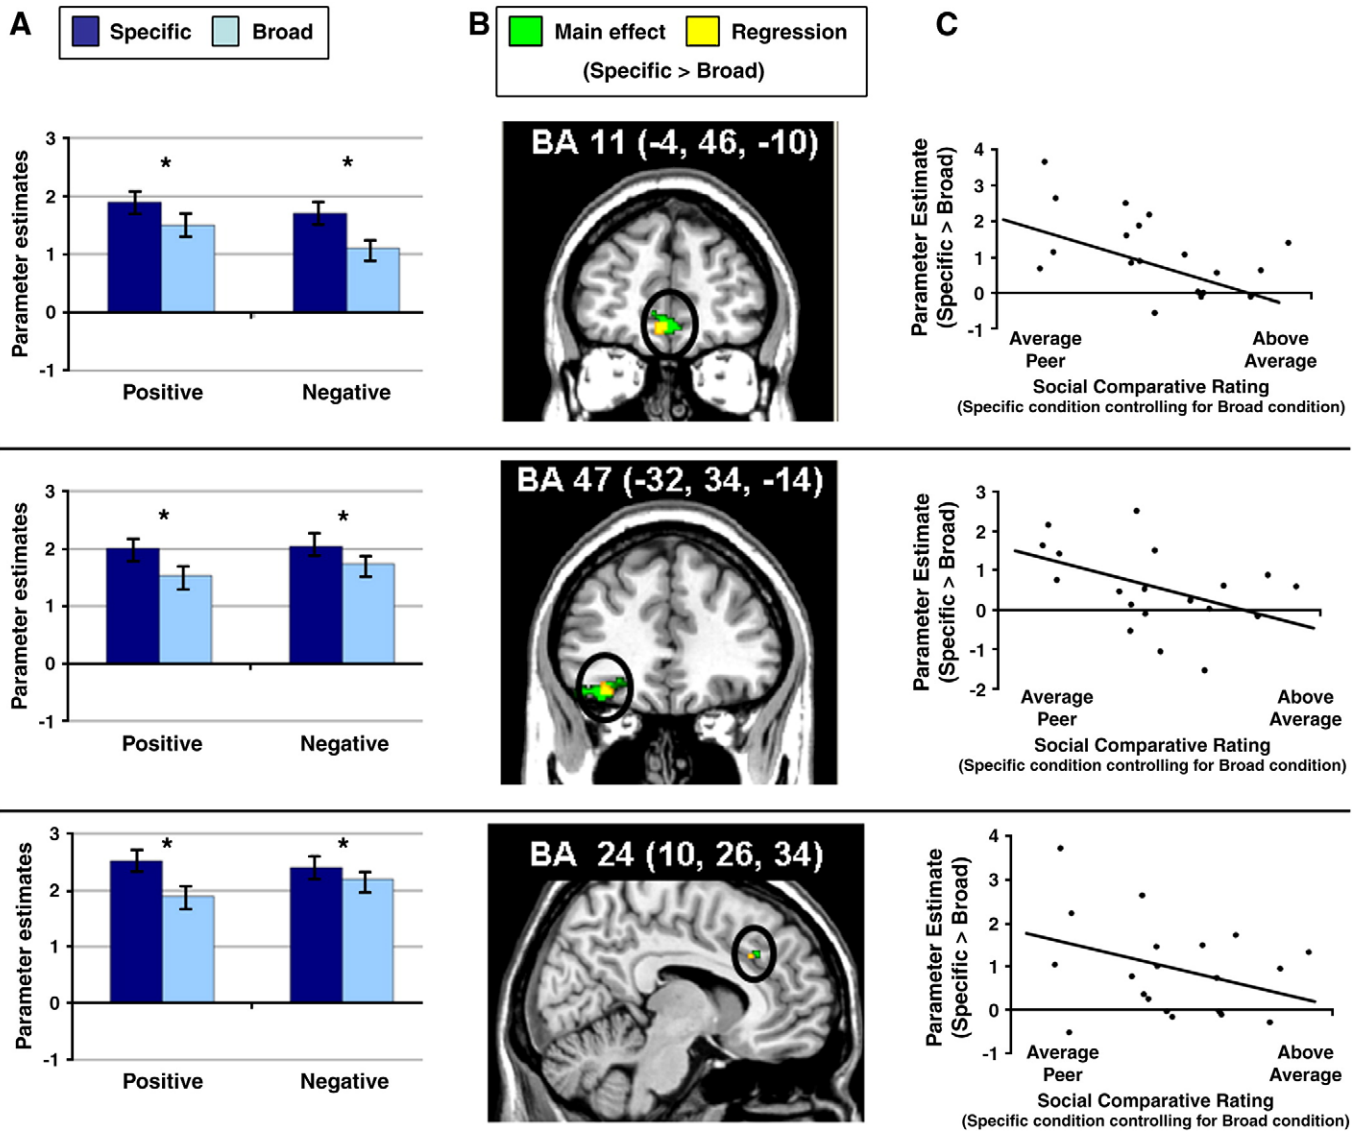 A
Specific
Broad
B
Main effect
Regression
(Specific > Broad)
C
Parameter estimates
3
2
1
0
-1
*
*
Positive
Negative
BA 11 (-4, 46, -10)
Parameter Estimate
(Specific > Broad)
4
3
2
1
0
-1
Average
Peer
Above
Average
Social Comparative Rating
(Specific condition controlling for Broad condition)
Parameter estimates
3
2
1
0
-1
*
*
Positive
Negative
BA 47 (-32, 34, -14)
Parameter Estimate
(Specific > Broad)
3
2
1
0
-1
-2
Average
Peer
Above
Average
Social Comparative Rating
(Specific condition controlling for Broad condition)
Parameter estimates
3
2
1
0
-1
*
*
Positive
Negative
BA 24 (10, 26, 34)
Parameter Estimate
(Specific > Broad)
4
3
2
1
0
-1
Average
Peer
Above
Average
Social Comparative Rating
(Specific condition controlling for Broad condition)